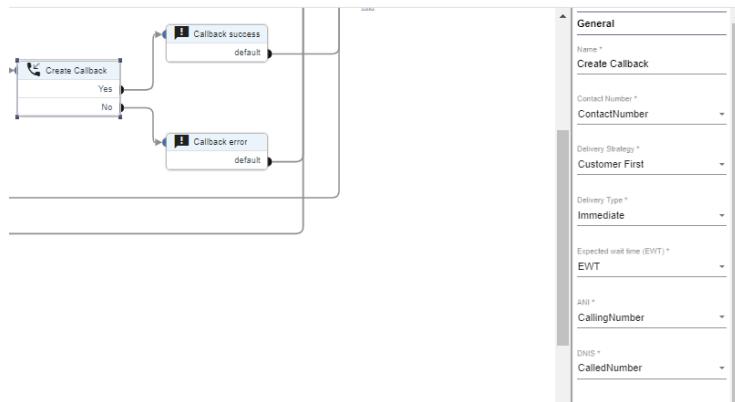 Create Callback
Yes
No
Callback success
default
Callback error
default
General
Name *
Create Callback
Contact Number *
ContactNumber
Delivery Strategy *
Customer First
Delivery Type *
Immediate
Expected wait time (EWT) *
EWT
ANI *
CallingNumber
DNIS *
CalledNumber